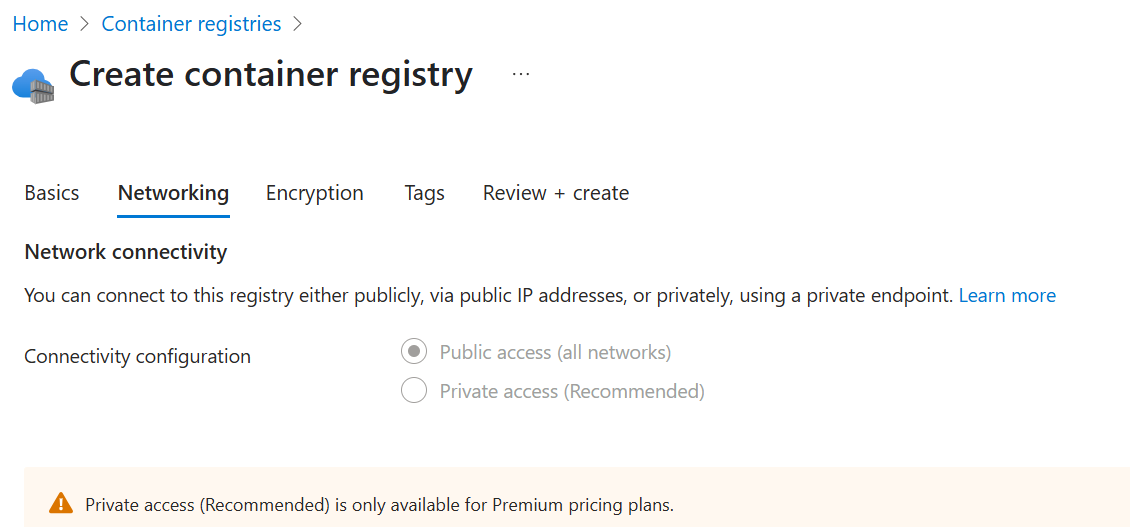 Home > Container registries >
Create container registry ...
Basics Networking Encryption Tags Review + create
Network connectivity
You can connect to this registry either publicly, via public IP addresses, or privately, using a private endpoint. Learn more
Connectivity configuration Public access (all networks)
Private access (Recommended)
Private access (Recommended) is only available for Premium pricing plans.